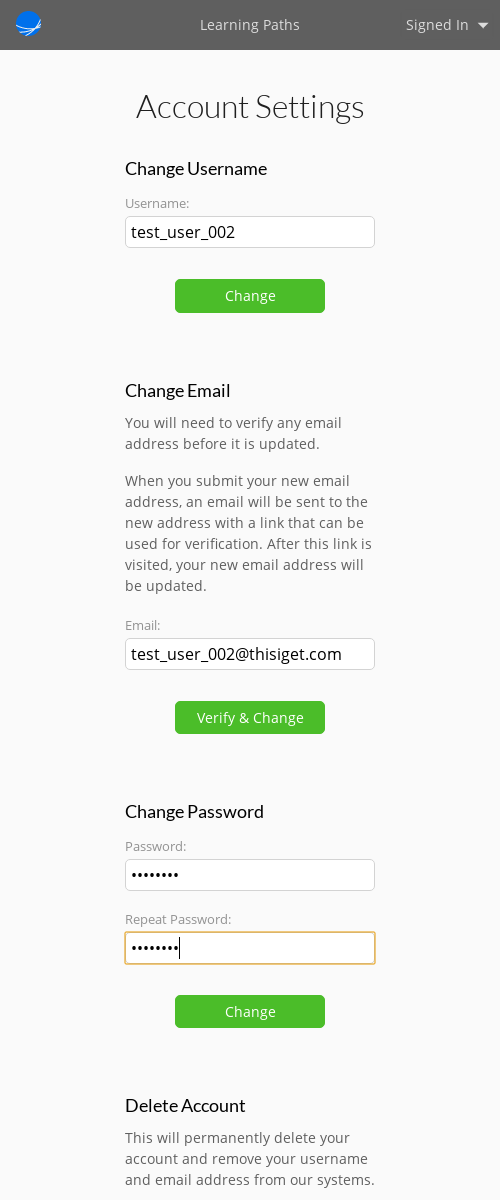 Learning Paths
Signed In
Account Settings
Change Username
Username:
test_user_002
Change
Change Email
You will need to verify any email
address before it is updated.
When you submit your new email
address, an email will be sent to the
new address with a link that can be
used for verification. After this link is
visited, your new email address will
be updated.
Email:
test_user_002@thisiget.com
Verify & Change
Change Password
Password:
••••••••
Repeat Password:
••••••••
Change
Delete Account
This will permanently delete your
account and remove your username
and email address from our systems.